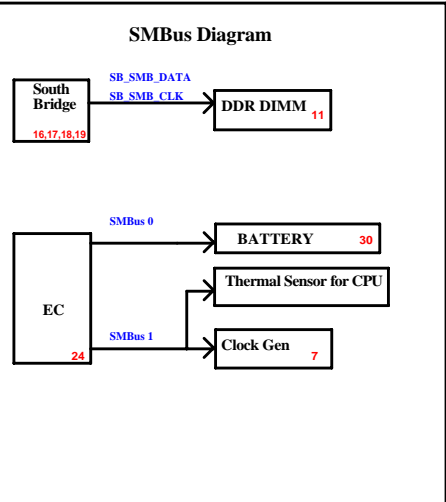 SMBus Diagram
SB_SMB_DATA
SB_SMB_CLK
South
Bridge
16,17,18,19
DDR DIMM
11
SMBus 0
BATTERY
30
Thermal Sensor for CPU
EC
24
SMBus 1
Clock Gen
7